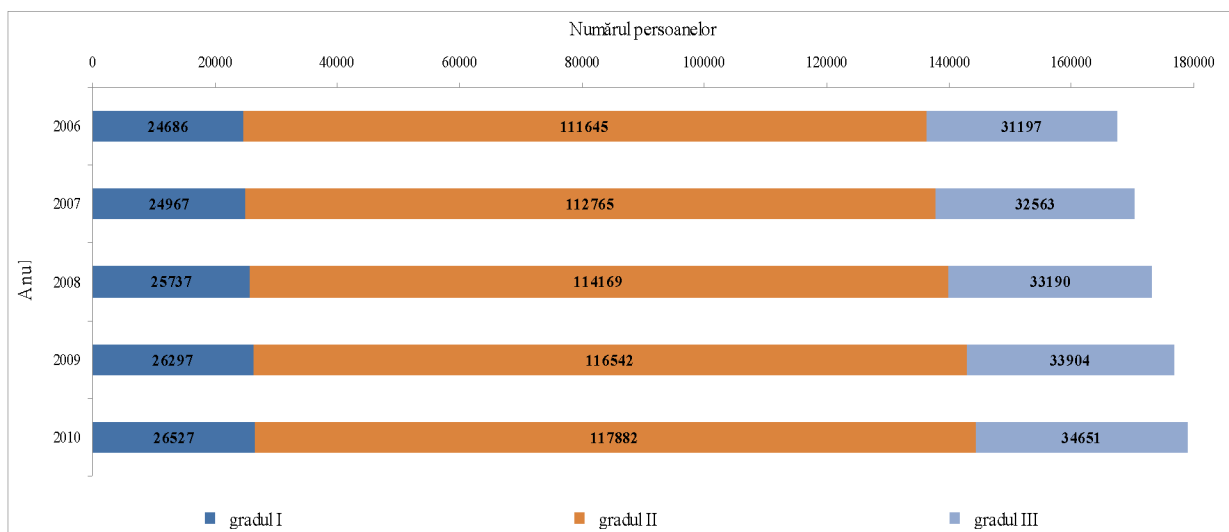 Numărul persoanelor
0 20000 40000 60000 80000 100000 120000 140000 160000 180000
Anul
2006 24686 111645 31197
2007 24967 112765 32563
2008 25737 114169 33190
2009 26297 116542 33904
2010 26527 117882 34651
gradul I gradul II gradul III